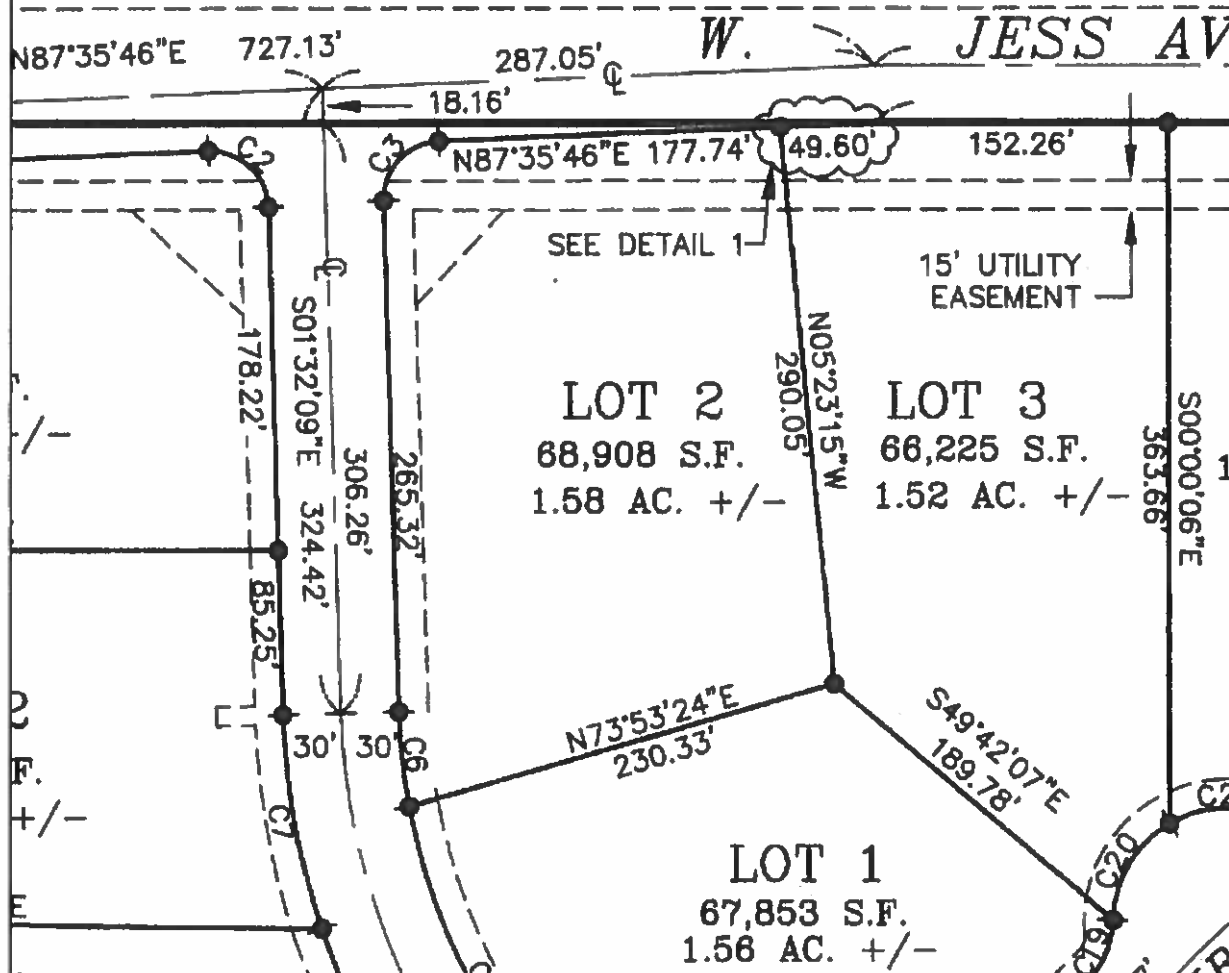 W. JESS AV
N87°35'46"E 727.13'
287.05' ℄
18.16'
C2
C3
N87°35'46"E 177.74'
49.60'
152.26'
SEE DETAIL 1
15' UTILITY
EASEMENT
℄
178.22'
S01°32'09"E 324.42'
306.26'
265.32'
N05°23'15"W
290.05'
LOT 2
68,908 S.F.
1.58 AC. +/-
LOT 3
66,225 S.F.
1.52 AC. +/-
S00°00'06"E
363.66'
1
/-
85.25'
2
F.
+/-
30' 30'
C6
C7
N73°53'24"E
230.33'
S49°42'07"E
189.78'
C20
C2
C19
LOT 1
67,853 S.F.
1.56 AC. +/-
E